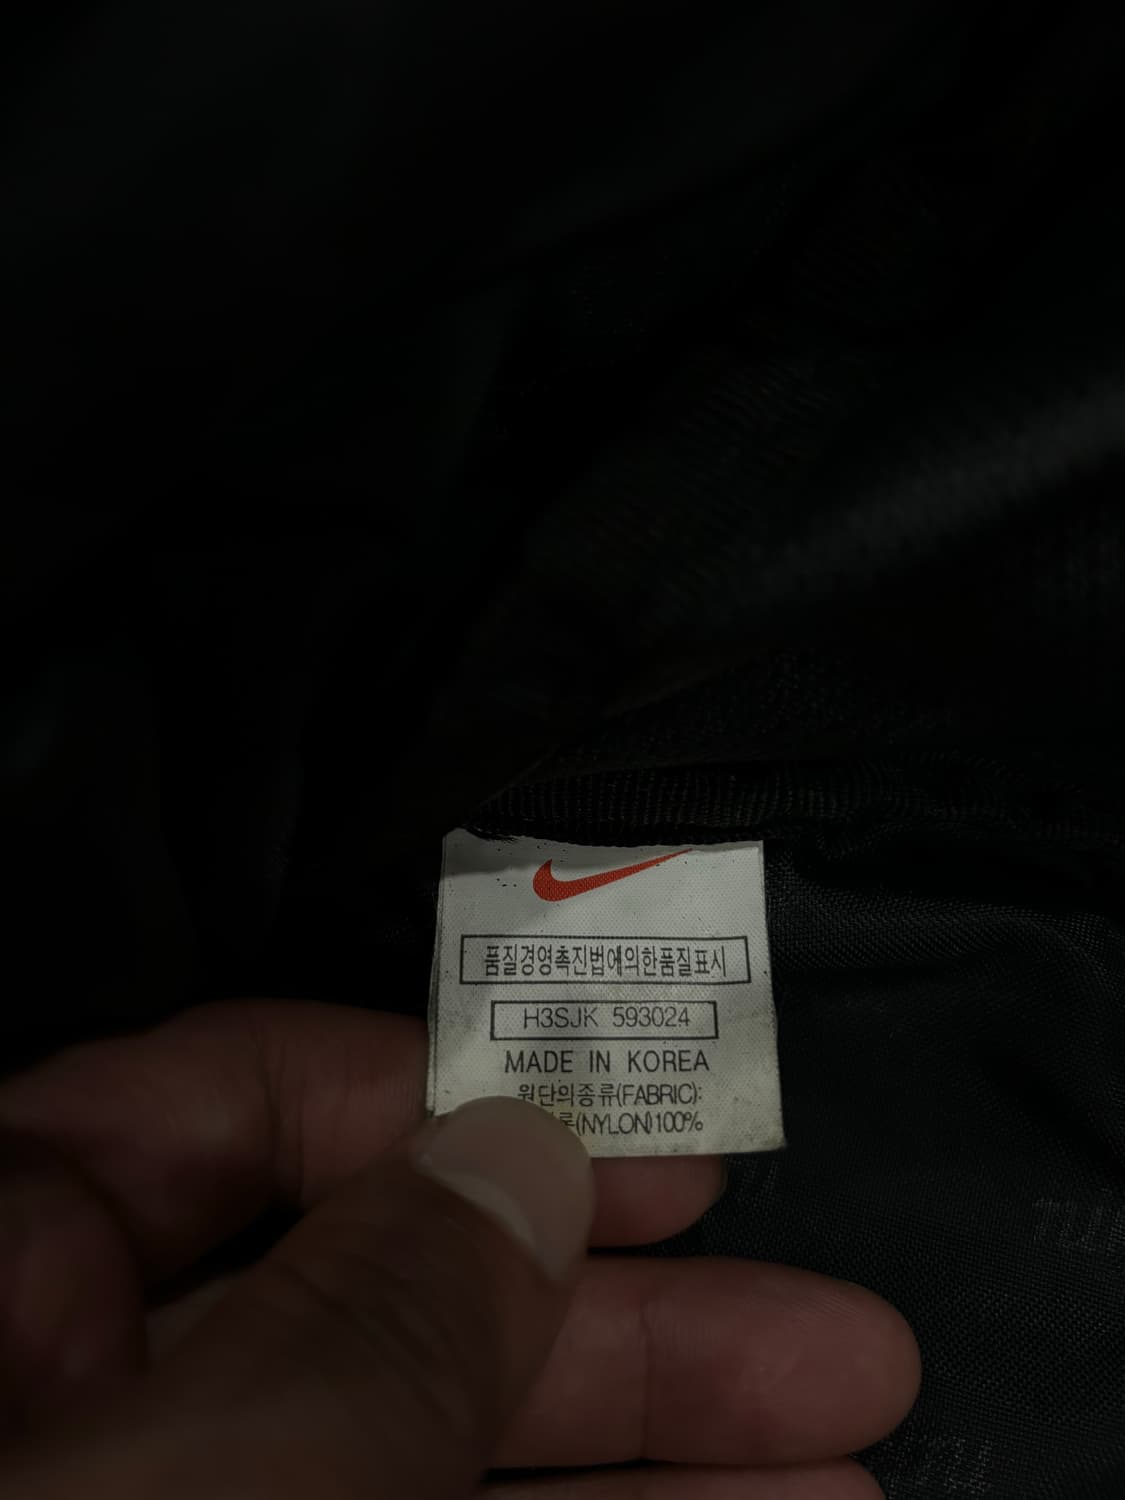 품질경영촉진법에의한품질표시
H3SJK 593024
MADE IN KOREA
원단의종류(FABRIC):
(NYLON)100%